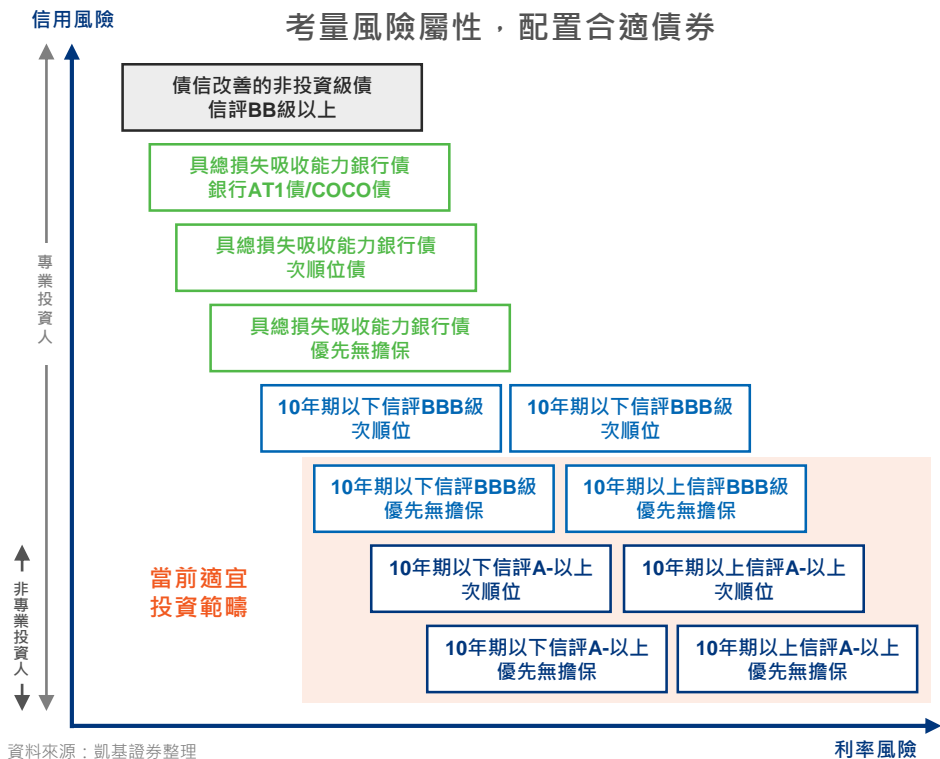 信用風險
考量風險屬性，配置合適債券
債信改善的非投資級債
信評BB級以上
具總損失吸收能力銀行債
銀行AT1債/COCO債
具總損失吸收能力銀行債
次順位債
專業投資人
具總損失吸收能力銀行債
優先無擔保
10年期以下信評BBB級
次順位
10年期以下信評BBB級
次順位
10年期以下信評BBB級
優先無擔保
10年期以上信評BBB級
優先無擔保
當前適宜
投資範疇
非專業投資人
10年期以下信評A-以上
次順位
10年期以上信評A-以上
次順位
10年期以下信評A-以上
優先無擔保
10年期以上信評A-以上
優先無擔保
資料來源：凱基證券整理
利率風險